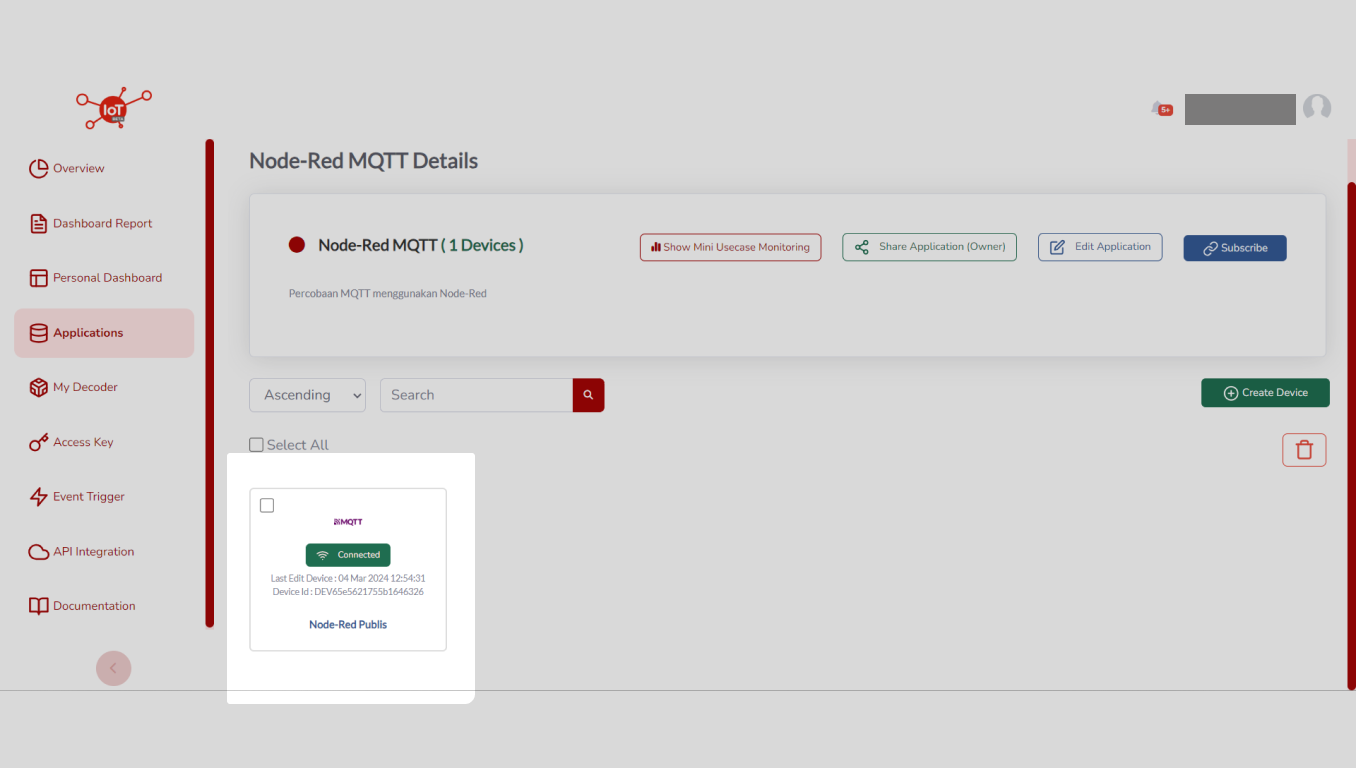 IoT
BETA
5+
Overview
Dashboard Report
Personal Dashboard
Applications
My Decoder
Access Key
Event Trigger
API Integration
Documentation
Node-Red MQTT Details
Node-Red MQTT ( 1 Devices )
Show Mini Usecase Monitoring
Share Application (Owner)
Edit Application
Subscribe
Percobaan MQTT menggunakan Node-Red
Ascending
Search
Create Device
Select All
MQTT
Connected
Last Edit Device : 04 Mar 2024 12:54:31
Device Id : DEV65e5621755b1646326
Node-Red Publis